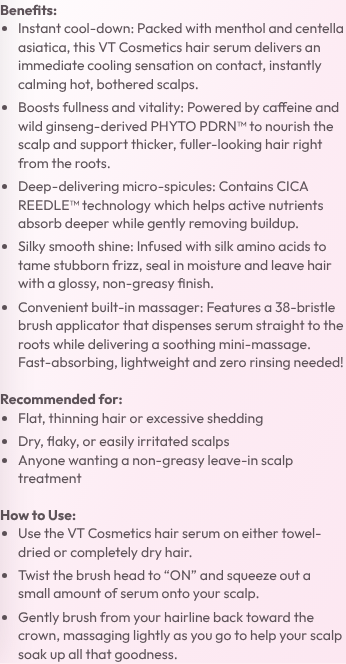 Benefits:
• Instant cool-down: Packed with menthol and centella
asiatica, this VT Cosmetics hair serum delivers an
immediate cooling sensation on contact, instantly
calming hot, bothered scalps.
• Boosts fullness and vitality: Powered by caffeine and
wild ginseng-derived PHYTO PDRN™ to nourish the
scalp and support thicker, fuller-looking hair right
from the roots.
• Deep-delivering micro-spicules: Contains CICA
REEDLE™ technology which helps active nutrients
absorb deeper while gently removing buildup.
• Silky smooth shine: Infused with silk amino acids to
tame stubborn frizz, seal in moisture and leave hair
with a glossy, non-greasy finish.
• Convenient built-in massager: Features a 38-bristle
brush applicator that dispenses serum straight to the
roots while delivering a soothing mini-massage.
Fast-absorbing, lightweight and zero rinsing needed!
Recommended for:
• Flat, thinning hair or excessive shedding
• Dry, flaky, or easily irritated scalps
• Anyone wanting a non-greasy leave-in scalp
treatment
How to Use:
• Use the VT Cosmetics hair serum on either towel-
dried or completely dry hair.
• Twist the brush head to “ON” and squeeze out a
small amount of serum onto your scalp.
• Gently brush from your hairline back toward the
crown, massaging lightly as you go to help your scalp
soak up all that goodness.